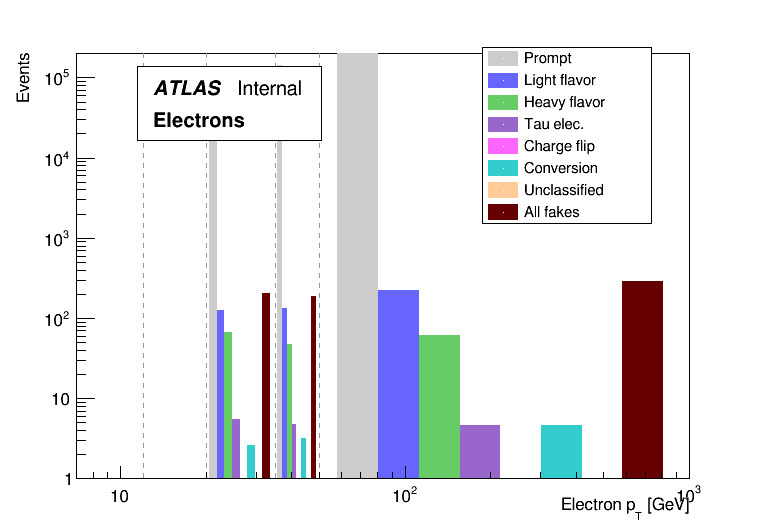 Events
10^5
10^4
10^3
10^2
10
1
ATLAS Internal
Electrons
Prompt
Light flavor
Heavy flavor
Tau elec.
Charge flip
Conversion
Unclassified
All fakes
10
10^2
10^3
Electron p_T [GeV]